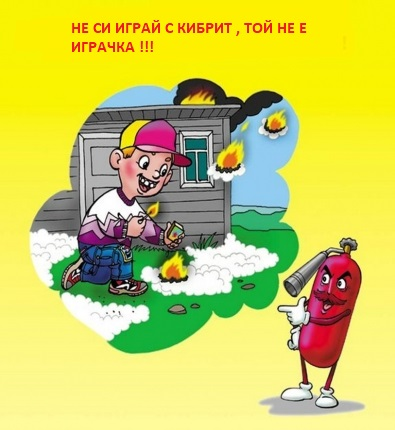 НЕ СИ ИГРАЙ С КИБРИТ , ТОЙ НЕ Е
ИГРАЧКА !!!